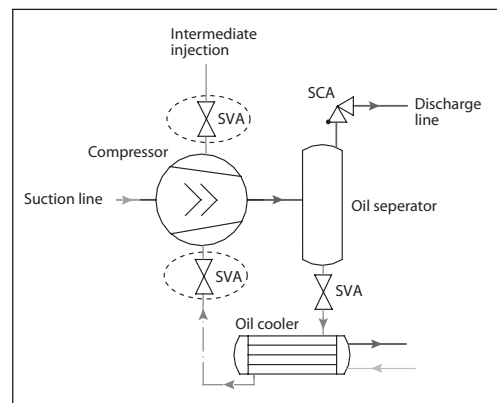 Intermediate
injection
SVA
SCA
Discharge
line
Compressor
Suction line
Oil seperator
SVA
SVA
Oil cooler